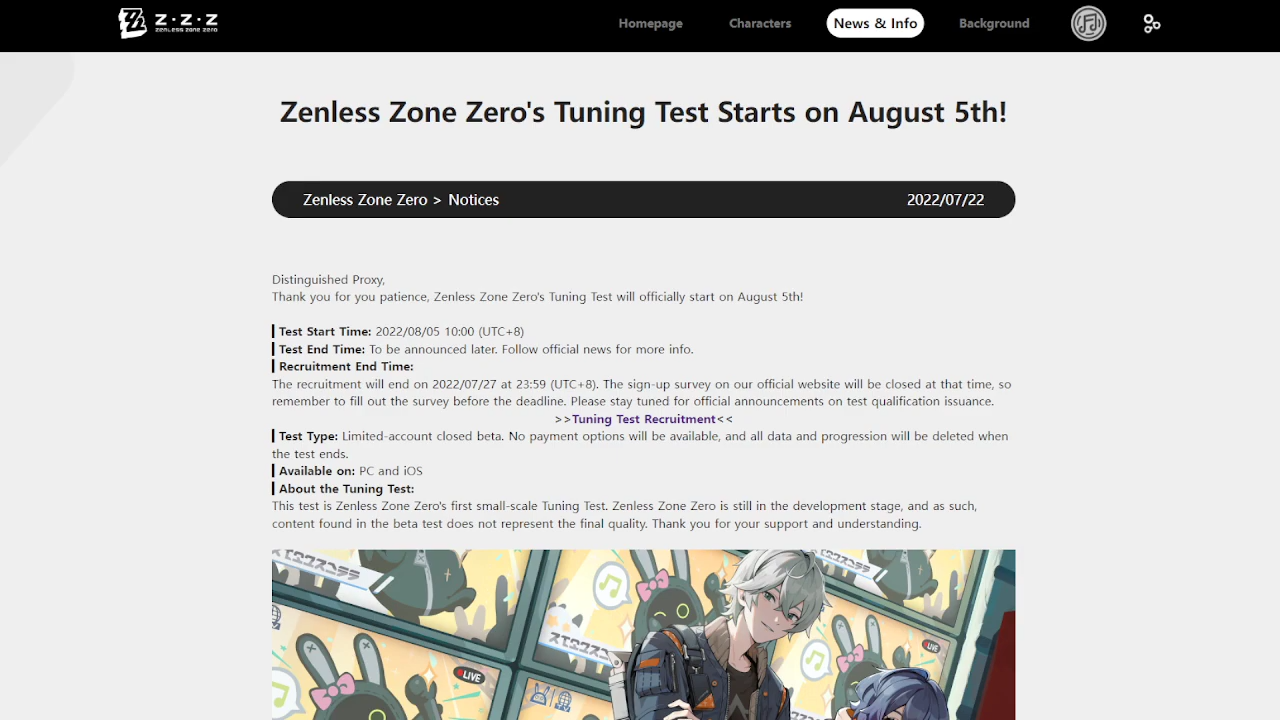 Z·Z·Z
ZENLESS ZONE ZERO
Homepage
Characters
News & Info
Background
Zenless Zone Zero's Tuning Test Starts on August 5th!
Zenless Zone Zero > Notices
2022/07/22
Distinguished Proxy,
Thank you for you patience, Zenless Zone Zero's Tuning Test will officially start on August 5th!
Test Start Time: 2022/08/05 10:00 (UTC+8)
Test End Time: To be announced later. Follow official news for more info.
Recruitment End Time:
The recruitment will end on 2022/07/27 at 23:59 (UTC+8). The sign-up survey on our official website will be closed at that time, so
remember to fill out the survey before the deadline. Please stay tuned for official announcements on test qualification issuance.
>>Tuning Test Recruitment<<
Test Type: Limited-account closed beta. No payment options will be available, and all data and progression will be deleted when
the test ends.
Available on: PC and iOS
About the Tuning Test:
This test is Zenless Zone Zero's first small-scale Tuning Test. Zenless Zone Zero is still in the development stage, and as such,
content found in the beta test does not represent the final quality. Thank you for your support and understanding.
LIVE
LIVE